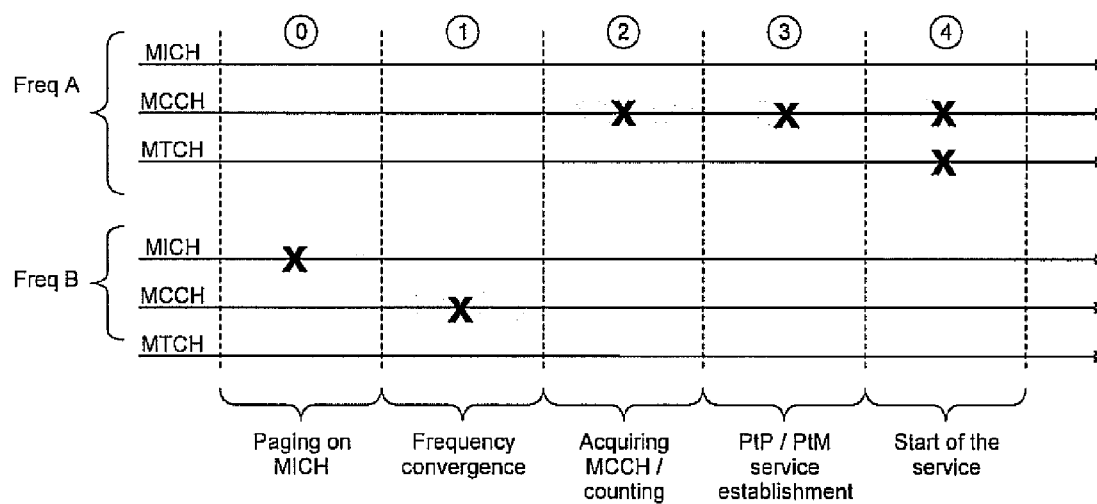 0 1 2 3 4
Freq A
MICH
MCCH
X X X
MTCH
X
Freq B
MICH
X
MCCH
X
MTCH
Paging on
MICH
Frequency
convergence
Acquiring
MCCH /
counting
PtP / PtM
service
establishment
Start of the
service